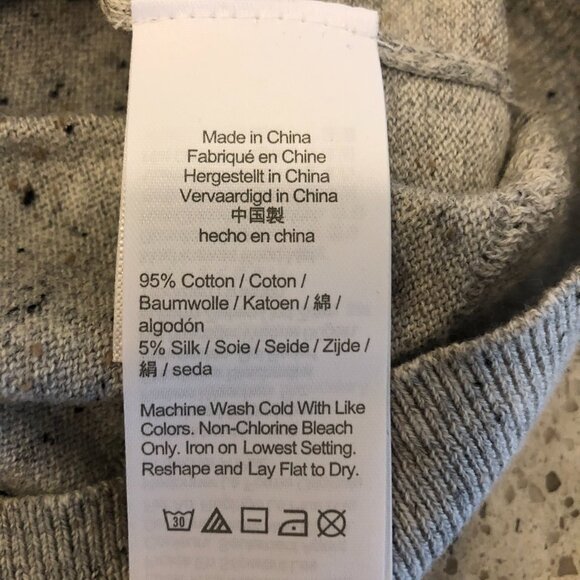 Made in China
Fabriqué en Chine
Hergestellt in China
Vervaardigd in China
中国製
hecho en china
95% Cotton / Coton /
Baumwolle / Katoen / 綿 /
algodón
5% Silk / Soie / Seide / Zijde /
絹 / seda
Machine Wash Cold With Like
Colors. Non-Chlorine Bleach
Only. Iron on Lowest Setting.
Reshape and Lay Flat to Dry.
30